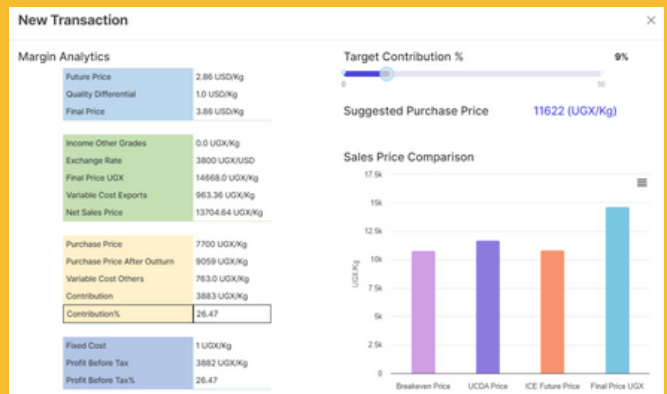 New Transaction ×
Margin Analytics
Future Price 2.86 USD/Kg
Quality Differential 1.0 USD/Kg
Final Price 3.86 USD/Kg
Income Other Grades 0.0 UGX/Kg
Exchange Rate 3800 UGX/USD
Final Price UGX 14668.0 UGX/Kg
Variable Cost Exports 963.36 UGX/Kg
Net Sales Price 13704.64 UGX/Kg
Purchase Price 7700 UGX/Kg
Purchase Price After Outturn 9059 UGX/Kg
Variable Cost Others 763.0 UGX/Kg
Contribution 3883 UGX/Kg
Contribution% 26.47
Fixed Cost 1 UGX/Kg
Profit Before Tax 3882 UGX/Kg
Profit Before Tax% 26.47
Target Contribution % 9%
0 50
Suggested Purchase Price 11622 (UGX/Kg)
Sales Price Comparison
17.5k
15k
12.5k
10k
7.5k
5k
2.5k
0
UGX/Kg
Breakeven Price UCDA Price ICE Future Price Final Price UGX